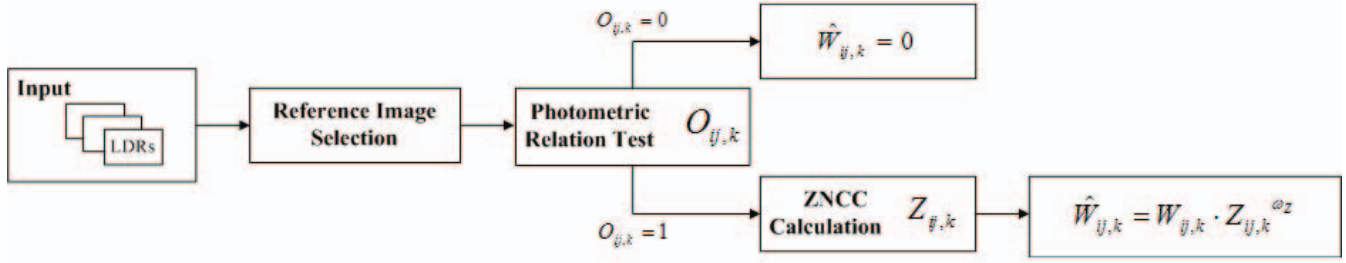 Input
LDRs
Reference Image
Selection
Photometric
Relation Test
O_{ij,k}
O_{ij,k} = 0
Ŵ_{ij,k} = 0
O_{ij,k} = 1
ZNCC
Calculation
Z_{ij,k}
Ŵ_{ij,k} = W_{ij,k} · Z_{ij,k}^{ω_Z}